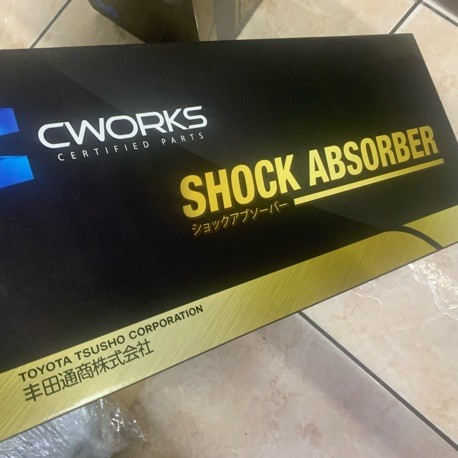 CWORKS
CERTIFIED PARTS
SHOCK ABSORBER
ショックアブソーバー
TOYOTA TSUSHO CORPORATION
丰田通商株式会社